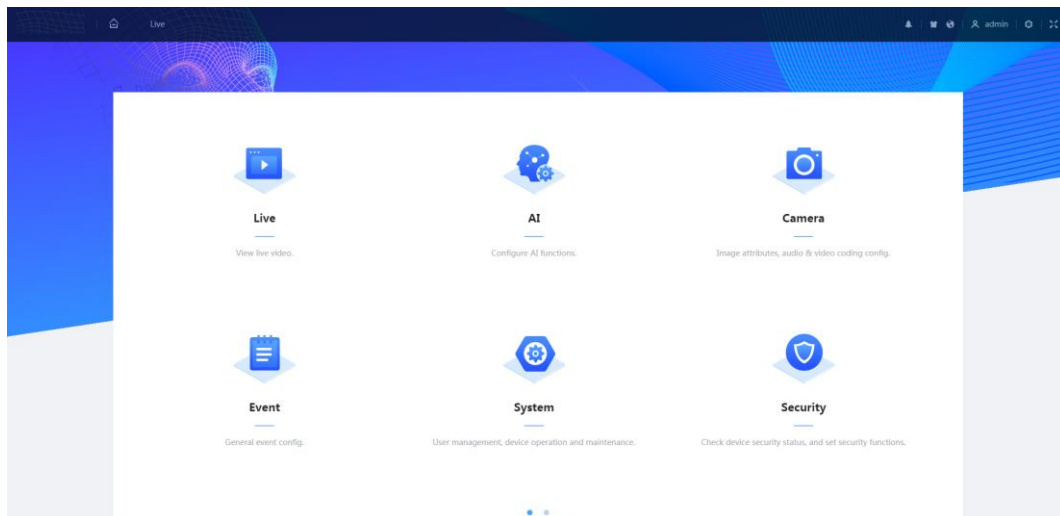 Live
admin
Live
AI
Camera
View live video.
Configure AI functions.
Image attributes, audio & video coding config.
Event
System
Security
General event config.
User management, device operation and maintenance.
Check device security status, and set security functions.